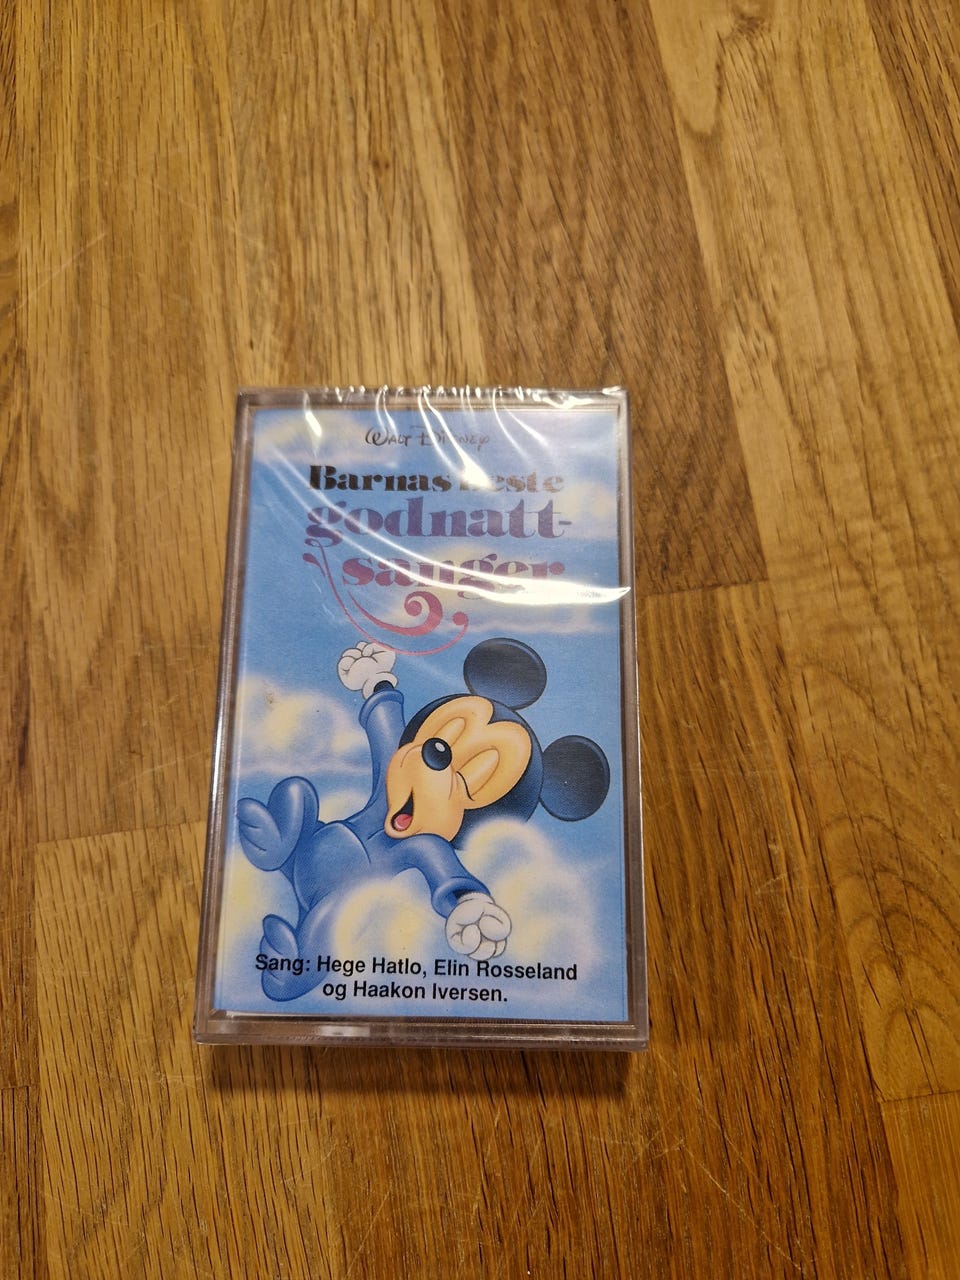 Walt Disney
Barnas beste
godnatt-
sanger
Sang: Hege Hatlo, Elin Rosseland
og Haakon Iversen.